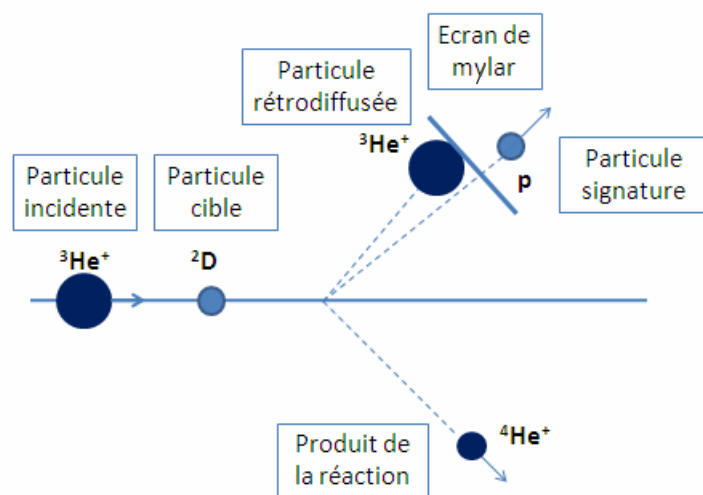 Ecran de
mylar
Particule
rétrodiffusée
³He⁺
p
Particule
signature
Particule
incidente
Particule
cible
³He⁺
²D
⁴He⁺
Produit de
la réaction